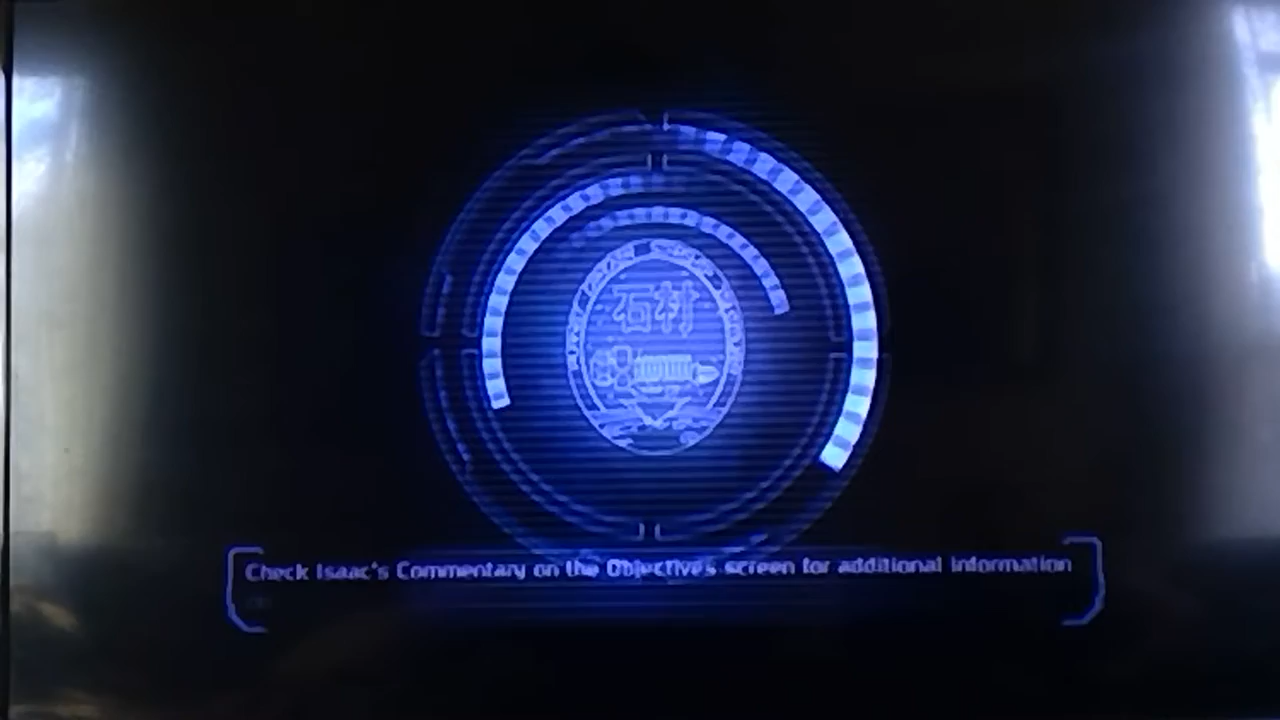 石村
Check Isaac's Commentary on the Objectives screen for additional information